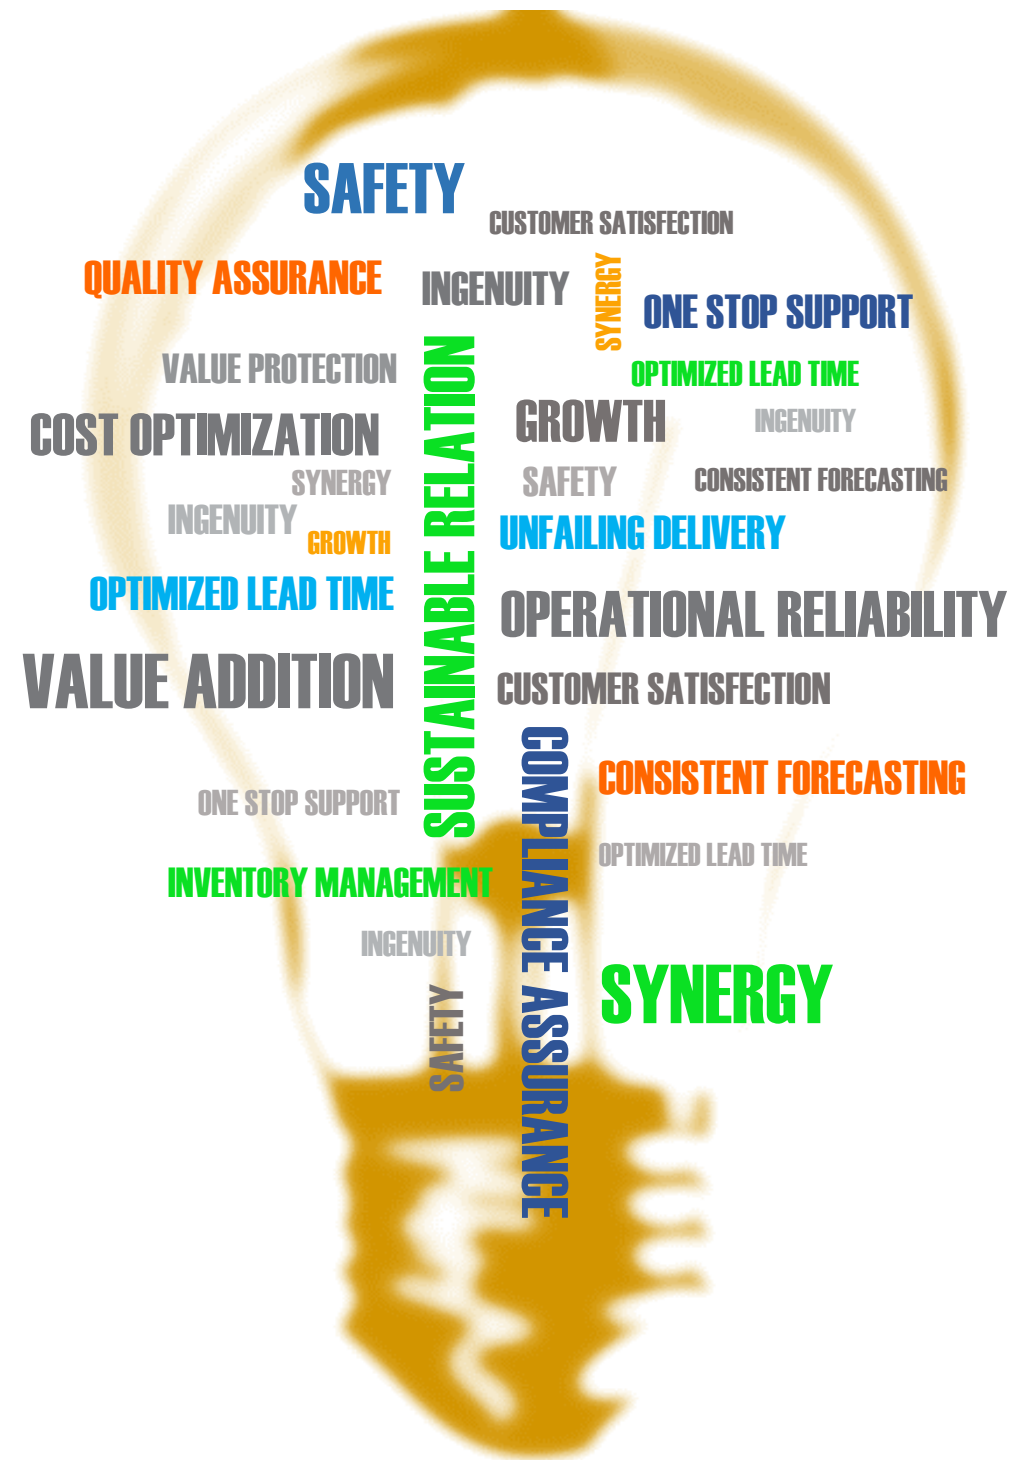 SAFETY
CUSTOMER SATISFECTION
QUALITY ASSURANCE
INGENUITY
SYNERGY
ONE STOP SUPPORT
VALUE PROTECTION
SUSTAINABLE RELATION
OPTIMIZED LEAD TIME
COST OPTIMIZATION
GROWTH
INGENUITY
SYNERGY
SAFETY
CONSISTENT FORECASTING
INGENUITY
GROWTH
UNFAILING DELIVERY
OPTIMIZED LEAD TIME
OPERATIONAL RELIABILITY
VALUE ADDITION
CUSTOMER SATISFECTION
COMPLIANCE ASSURANCE
CONSISTENT FORECASTING
ONE STOP SUPPORT
OPTIMIZED LEAD TIME
INVENTORY MANAGEMENT
INGENUITY
SAFETY
SYNERGY